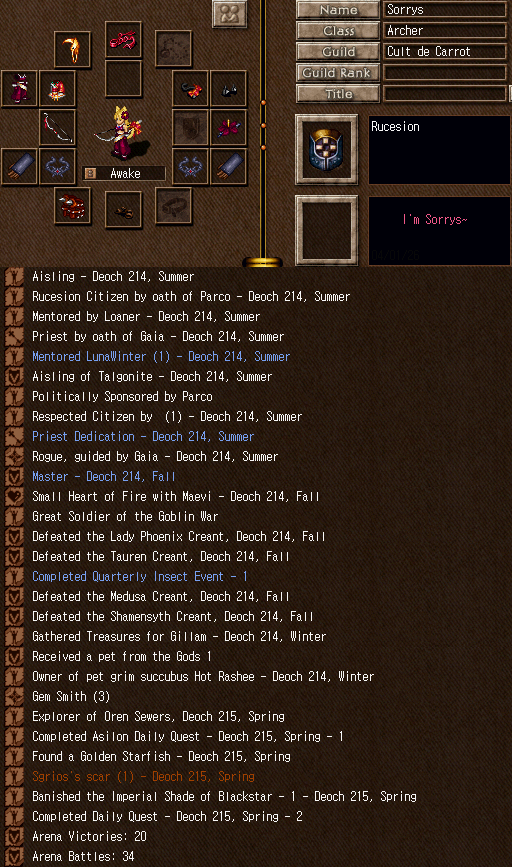 Name Sorrys
Class Archer
Guild Cult de Carrot
Guild Rank
Title
Rucesion
Awake
I'm Sorrys~
Aisling - Deoch 214, Summer
Rucesion Citizen by oath of Parco - Deoch 214, Summer
Mentored by Loaner - Deoch 214, Summer
Priest by oath of Gaia - Deoch 214, Summer
Mentored LunaWinter (1) - Deoch 214, Summer
Aisling of Talgonite - Deoch 214, Summer
Politically Sponsored by Parco
Respected Citizen by (1) - Deoch 214, Summer
Priest Dedication - Deoch 214, Summer
Rogue, guided by Gaia - Deoch 214, Summer
Master - Deoch 214, Fall
Small Heart of Fire with Maevi - Deoch 214, Fall
Great Soldier of the Goblin War
Defeated the Lady Phoenix Creant, Deoch 214, Fall
Defeated the Tauren Creant, Deoch 214, Fall
Completed Quarterly Insect Event - 1
Defeated the Medusa Creant, Deoch 214, Fall
Defeated the Shamensyth Creant, Deoch 214, Fall
Gathered Treasures for Gillam - Deoch 214, Winter
Received a pet from the Gods 1
Owner of pet grim succubus Hot Rashee - Deoch 214, Winter
Gem Smith (3)
Explorer of Oren Sewers, Deoch 215, Spring
Completed Asilon Daily Quest - Deoch 215, Spring - 1
Found a Golden Starfish - Deoch 215, Spring
Sgrios's scar (1) - Deoch 215, Spring
Banished the Imperial Shade of Blackstar - 1 - Deoch 215, Spring
Completed Daily Quest - Deoch 215, Spring - 2
Arena Victories: 20
Arena Battles: 34